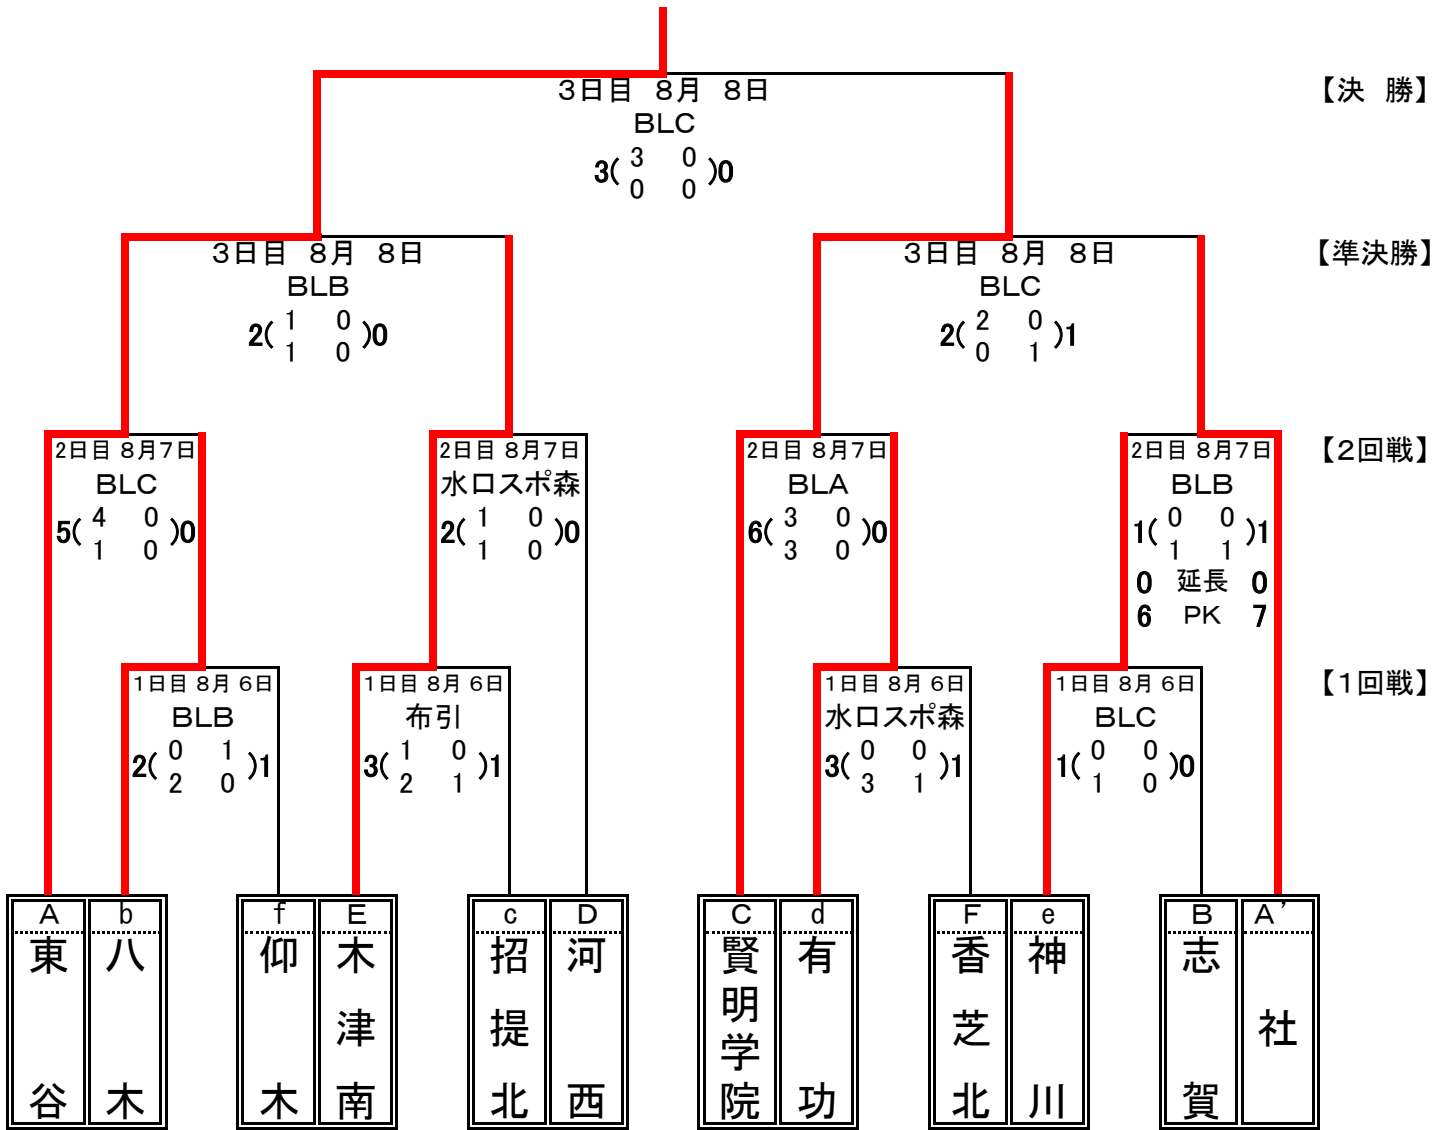 3日目 8月 8日
【決 勝】
BLC
3( 3 0 )0
0 0
3日目 8月 8日
3日目 8月 8日
【準決勝】
BLB
BLC
2( 1 0 )0
1 0
2( 2 0 )1
0 1
2日目 8月7日
2日目 8月7日
2日目 8月7日
2日目 8月7日
【2回戦】
BLC
水口スポ森
BLA
BLB
5( 4 0 )0
1 0
2( 1 0 )0
1 0
6( 3 0 )0
3 0
1( 0 0 )1
1 1
0 延長 0
6 PK 7
1日目 8月 6日
1日目 8月 6日
1日目 8月 6日
1日目 8月 6日
【1回戦】
BLB
布引
水口スポ森
BLC
2( 0 1 )1
2 0
3( 1 0 )1
2 1
3( 0 0 )1
3 1
1( 0 0 )0
1 0
A
東谷
b
八木
f
仰木
E
木津南
c
招提北
D
河西
C
賢明学院
d
有功
F
香芝北
e
神川
B
志賀
A’
社